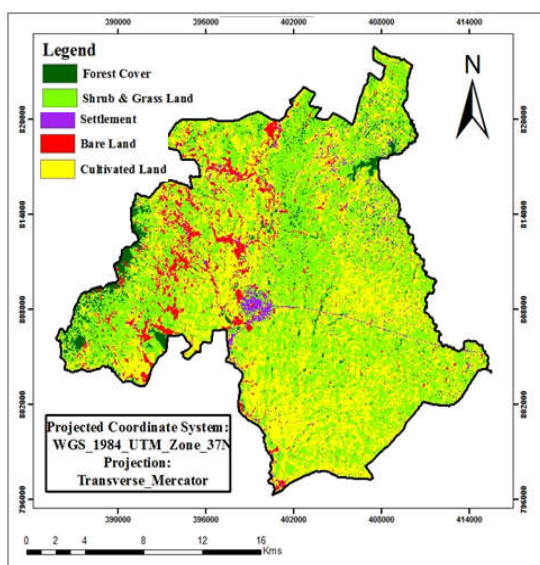 390000 396000 402000 408000 414000
Legend
Forest Cover
Shrub & Grass Land
Settlement
Bare Land
Cultivated Land
N
820000 820000
814000 814000
808000 808000
802000 802000
796000 796000
Projected Coordinate System:
WGS_1984_UTM_Zone_37N
Projection:
Transverse_Mercator
390000 396000 402000 408000 414000
0 2 4 8 12 16
Kms